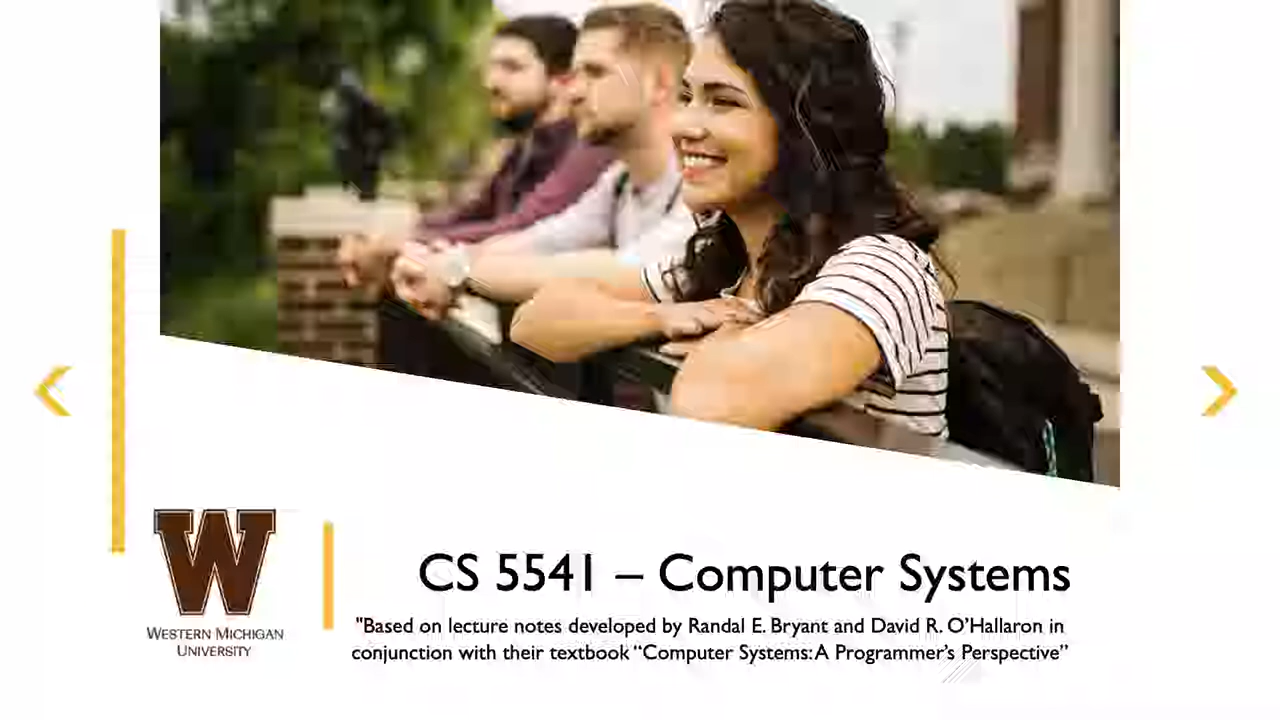 W
WESTERN MICHIGAN
UNIVERSITY
CS 5541 – Computer Systems
"Based on lecture notes developed by Randal E. Bryant and David R. O’Hallaron in
conjunction with their textbook “Computer Systems: A Programmer’s Perspective”